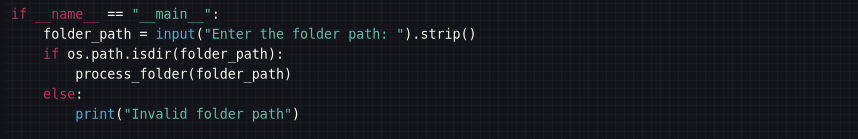 if __name__ == "__main__":
    folder_path = input("Enter the folder path: ").strip()
    if os.path.isdir(folder_path):
        process_folder(folder_path)
    else:
        print("Invalid folder path")